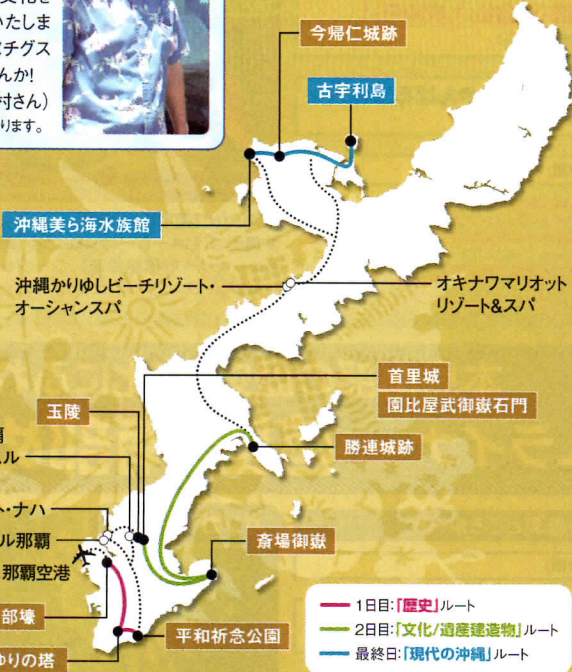 いたしま
んか!
村さん)
ります。
今帰仁城跡
古宇利島
沖縄美ら海水族館
沖縄かりゆしビーチリゾート・
オーシャンスパ
オキナワマリオット
リゾート&スパ
首里城
園比屋武御嶽石門
玉陵
勝連城跡
ル
ト・ナハ
ル那覇
那覇空港
斎場御嶽
部壕
平和祈念公園
ゆりの塔
1日目:「歴史」ルート
2日目:「文化/遺産建造物」ルート
最終日:「現代の沖縄」ルート